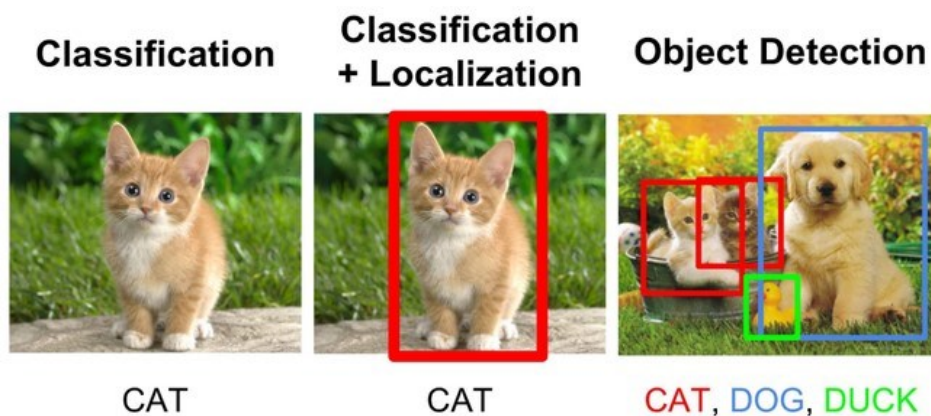 Classification
Classification
+ Localization
Object Detection
CAT
CAT
CAT, DOG, DUCK